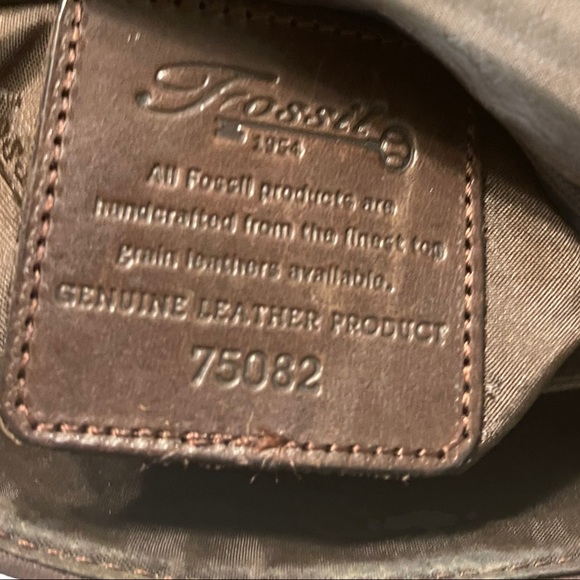 Fossil
1954
All Fossil products are
handcrafted from the finest top
grain leathers available.
GENUINE LEATHER PRODUCT
75082